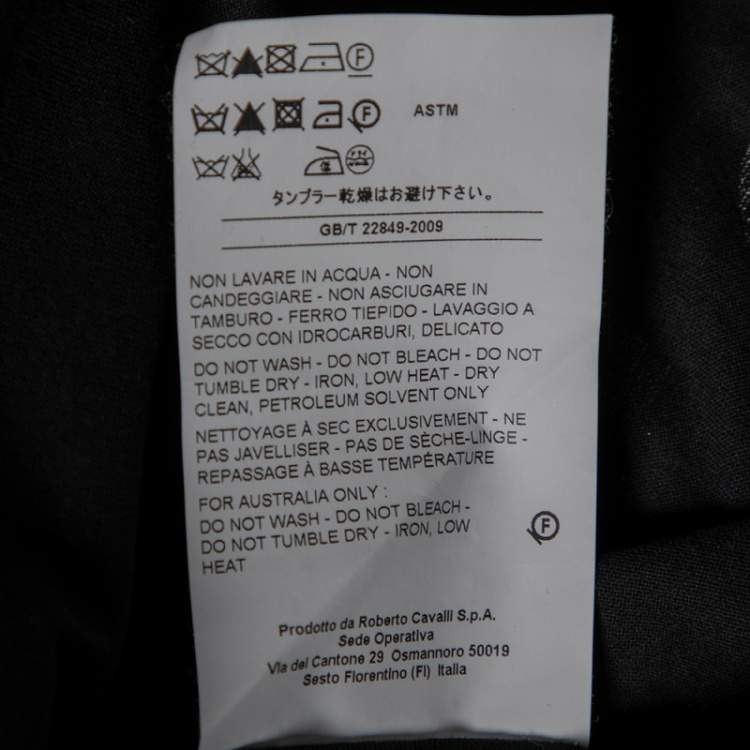 F
F ASTM
ドライ
タンブラー乾燥はお避け下さい。
GB/T 22849-2009
NON LAVARE IN ACQUA - NON
CANDEGGIARE - NON ASCIUGARE IN
TAMBURO - FERRO TIEPIDO - LAVAGGIO A
SECCO CON IDROCARBURI, DELICATO
DO NOT WASH - DO NOT BLEACH - DO NOT
TUMBLE DRY - IRON, LOW HEAT - DRY
CLEAN, PETROLEUM SOLVENT ONLY
NETTOYAGE À SEC EXCLUSIVEMENT - NE
PAS JAVELLISER - PAS DE SÈCHE-LINGE -
REPASSAGE À BASSE TEMPÉRATURE
FOR AUSTRALIA ONLY :
DO NOT WASH - DO NOT BLEACH -
DO NOT TUMBLE DRY - IRON, LOW
HEAT
F
Prodotto da Roberto Cavalli S.p.A.
Sede Operativa
Via del Cantone 29 Osmannoro 50019
Sesto Fiorentino (FI) Italia